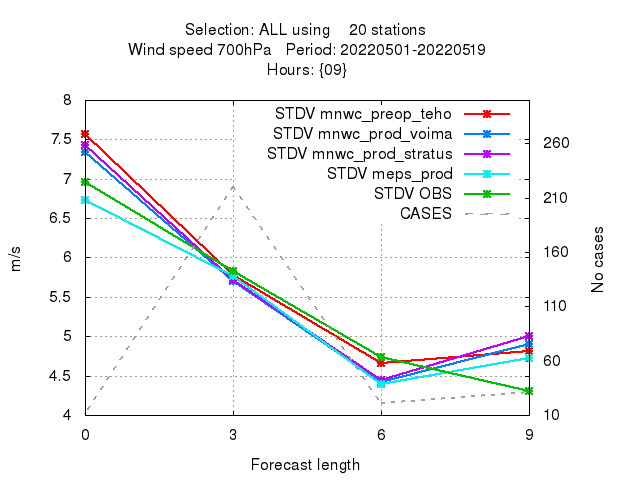 Selection: ALL using 20 stations
Wind speed 700hPa Period: 20220501-20220519
Hours: {09}
STDV mnwc_preop_teho
STDV mnwc_prod_voima
STDV mnwc_prod_stratus
STDV meps_prod
STDV OBS
CASES
8
7.5
7
6.5
6
5.5
5
4.5
4
m/s
260
210
160
110
60
10
No cases
0 3 6 9
Forecast length